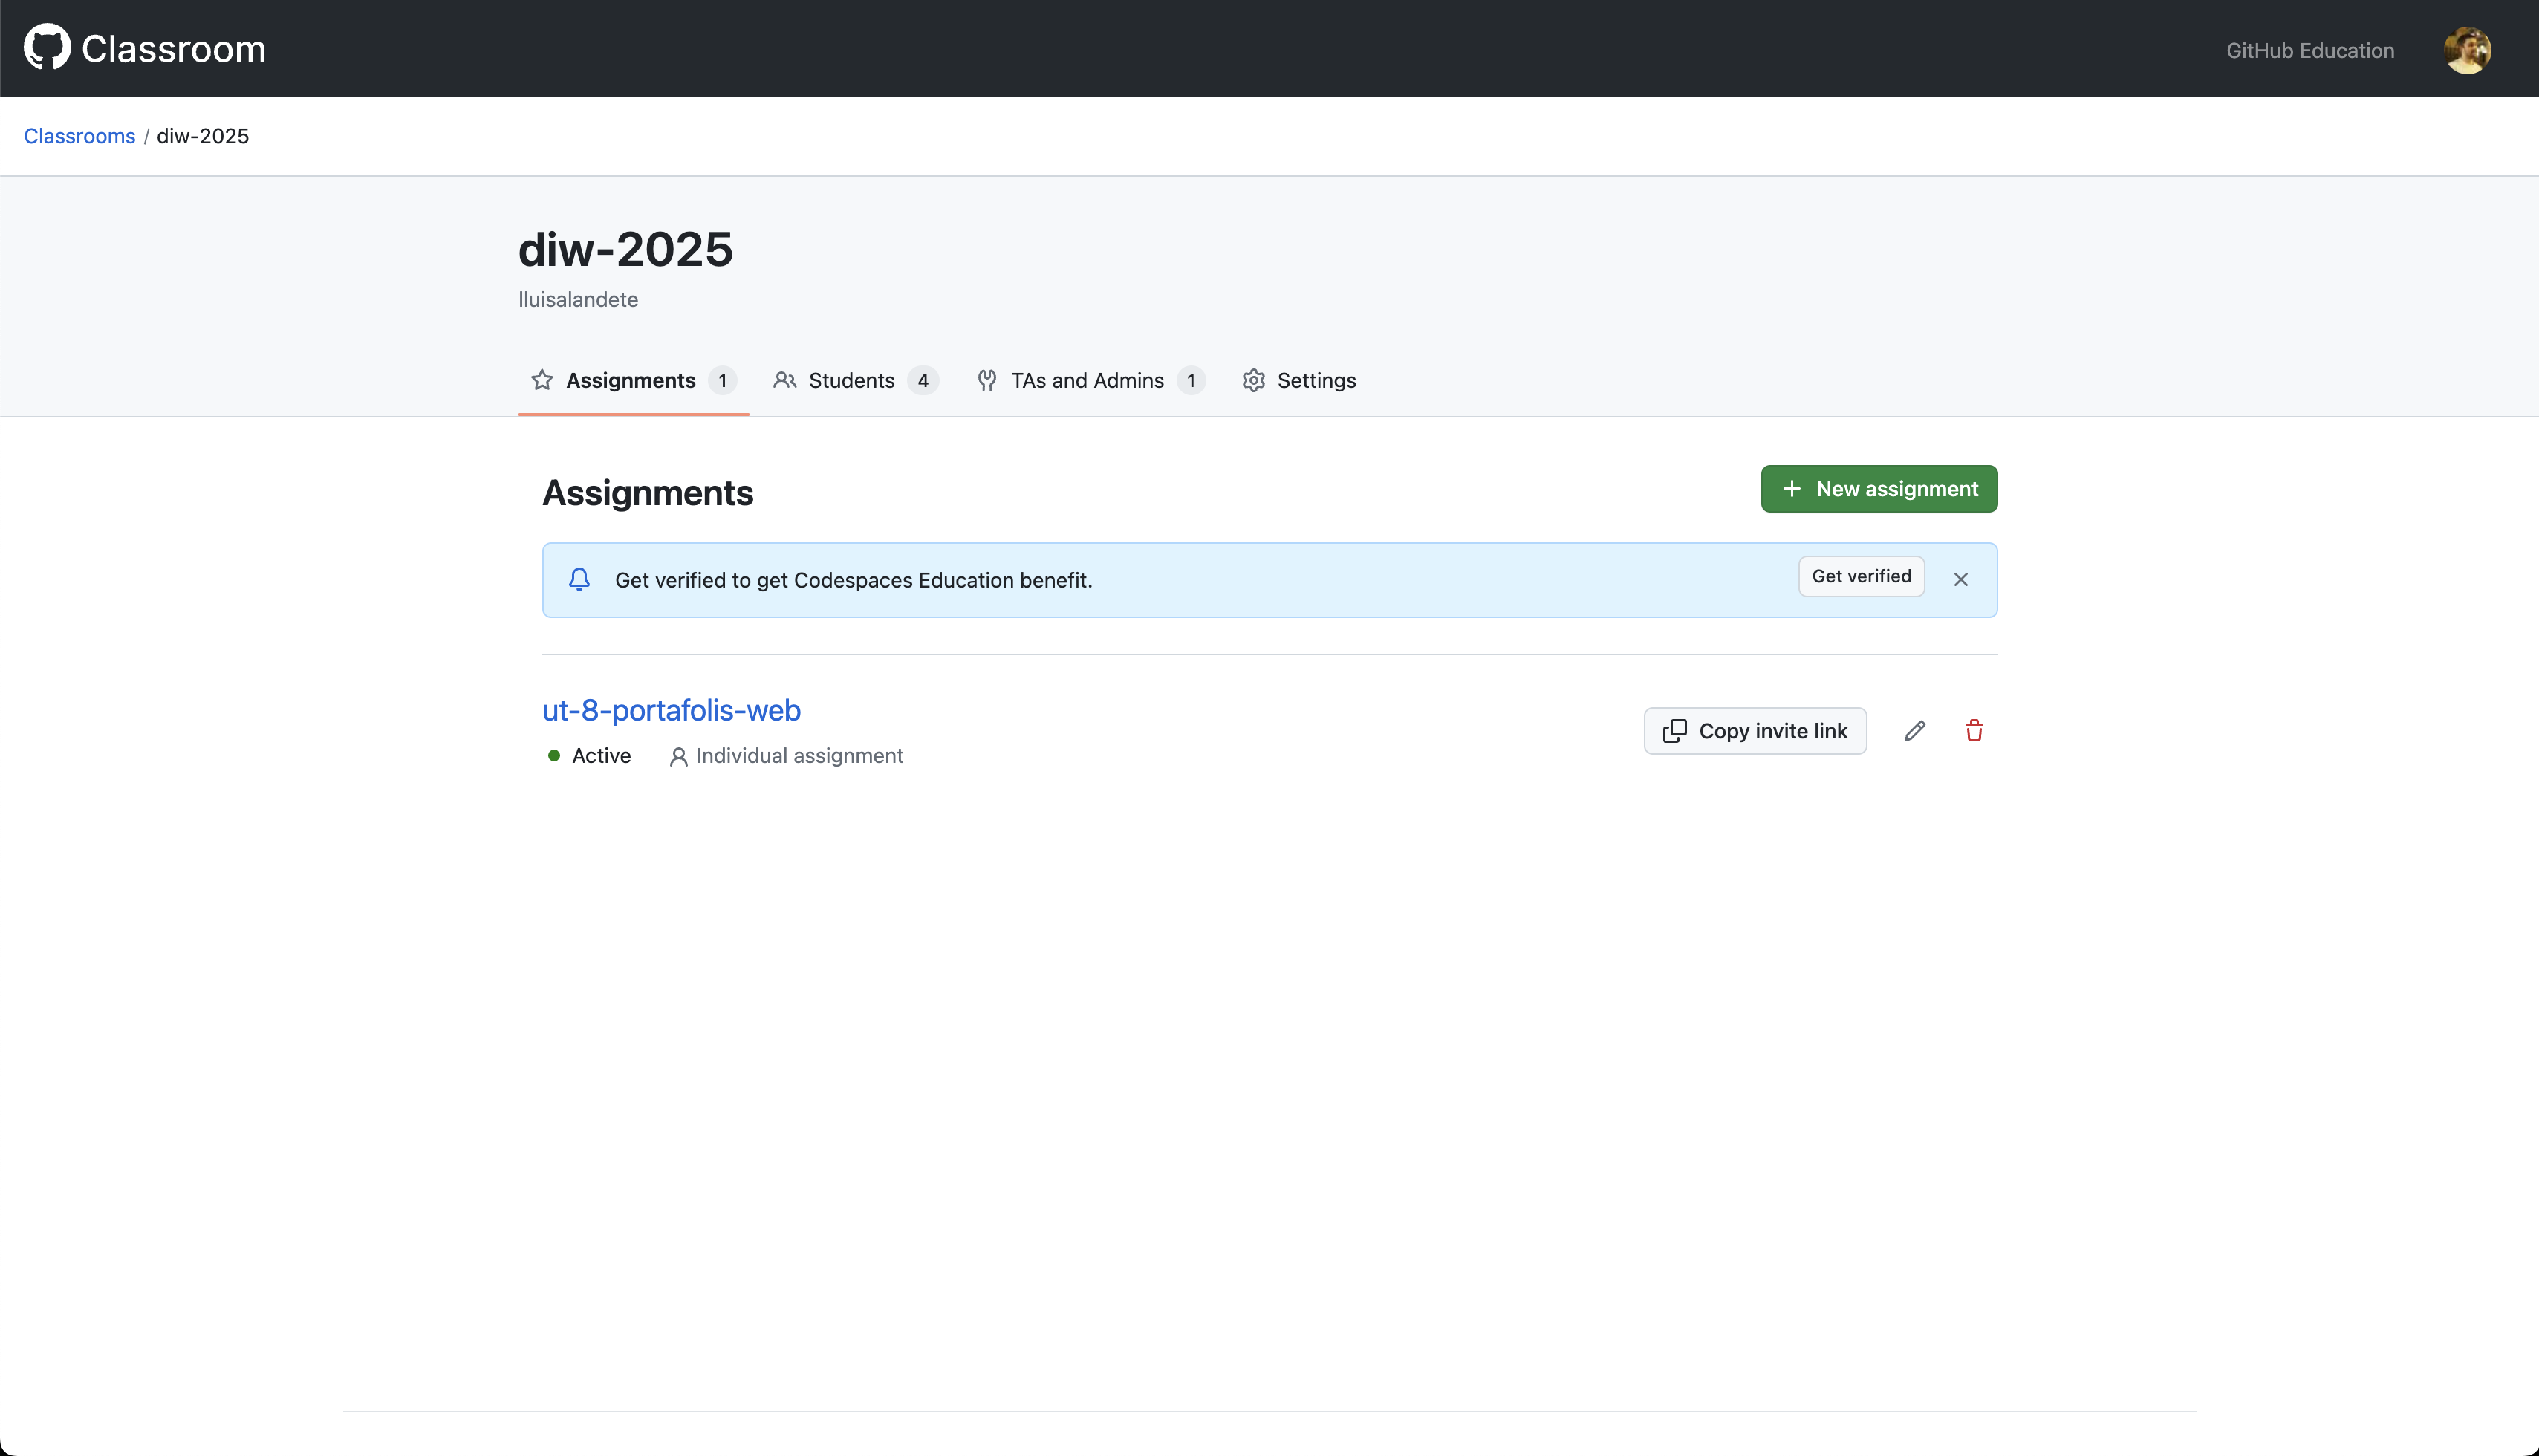 Classroom
GitHub Education
Classrooms / diw-2025
diw-2025
lluisalandete
Assignments 1
Students 4
TAs and Admins 1
Settings
Assignments
New assignment
Get verified to get Codespaces Education benefit.
Get verified
ut-8-portafolis-web
Active
Individual assignment
Copy invite link